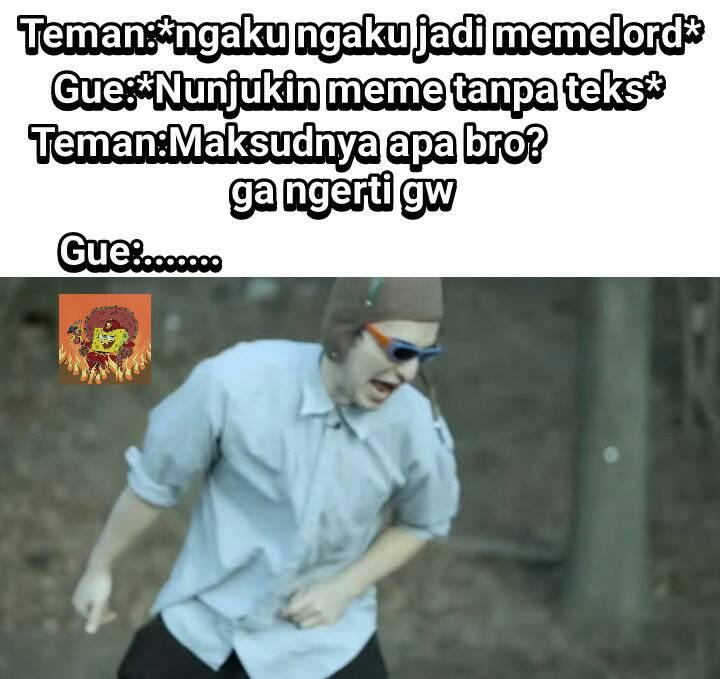 Teman:*ngaku ngaku jadi memelord*
Gue:*Nunjukin meme tanpa teks*
Teman:Maksudnya apa bro?
ga ngerti gw
Gue:.......